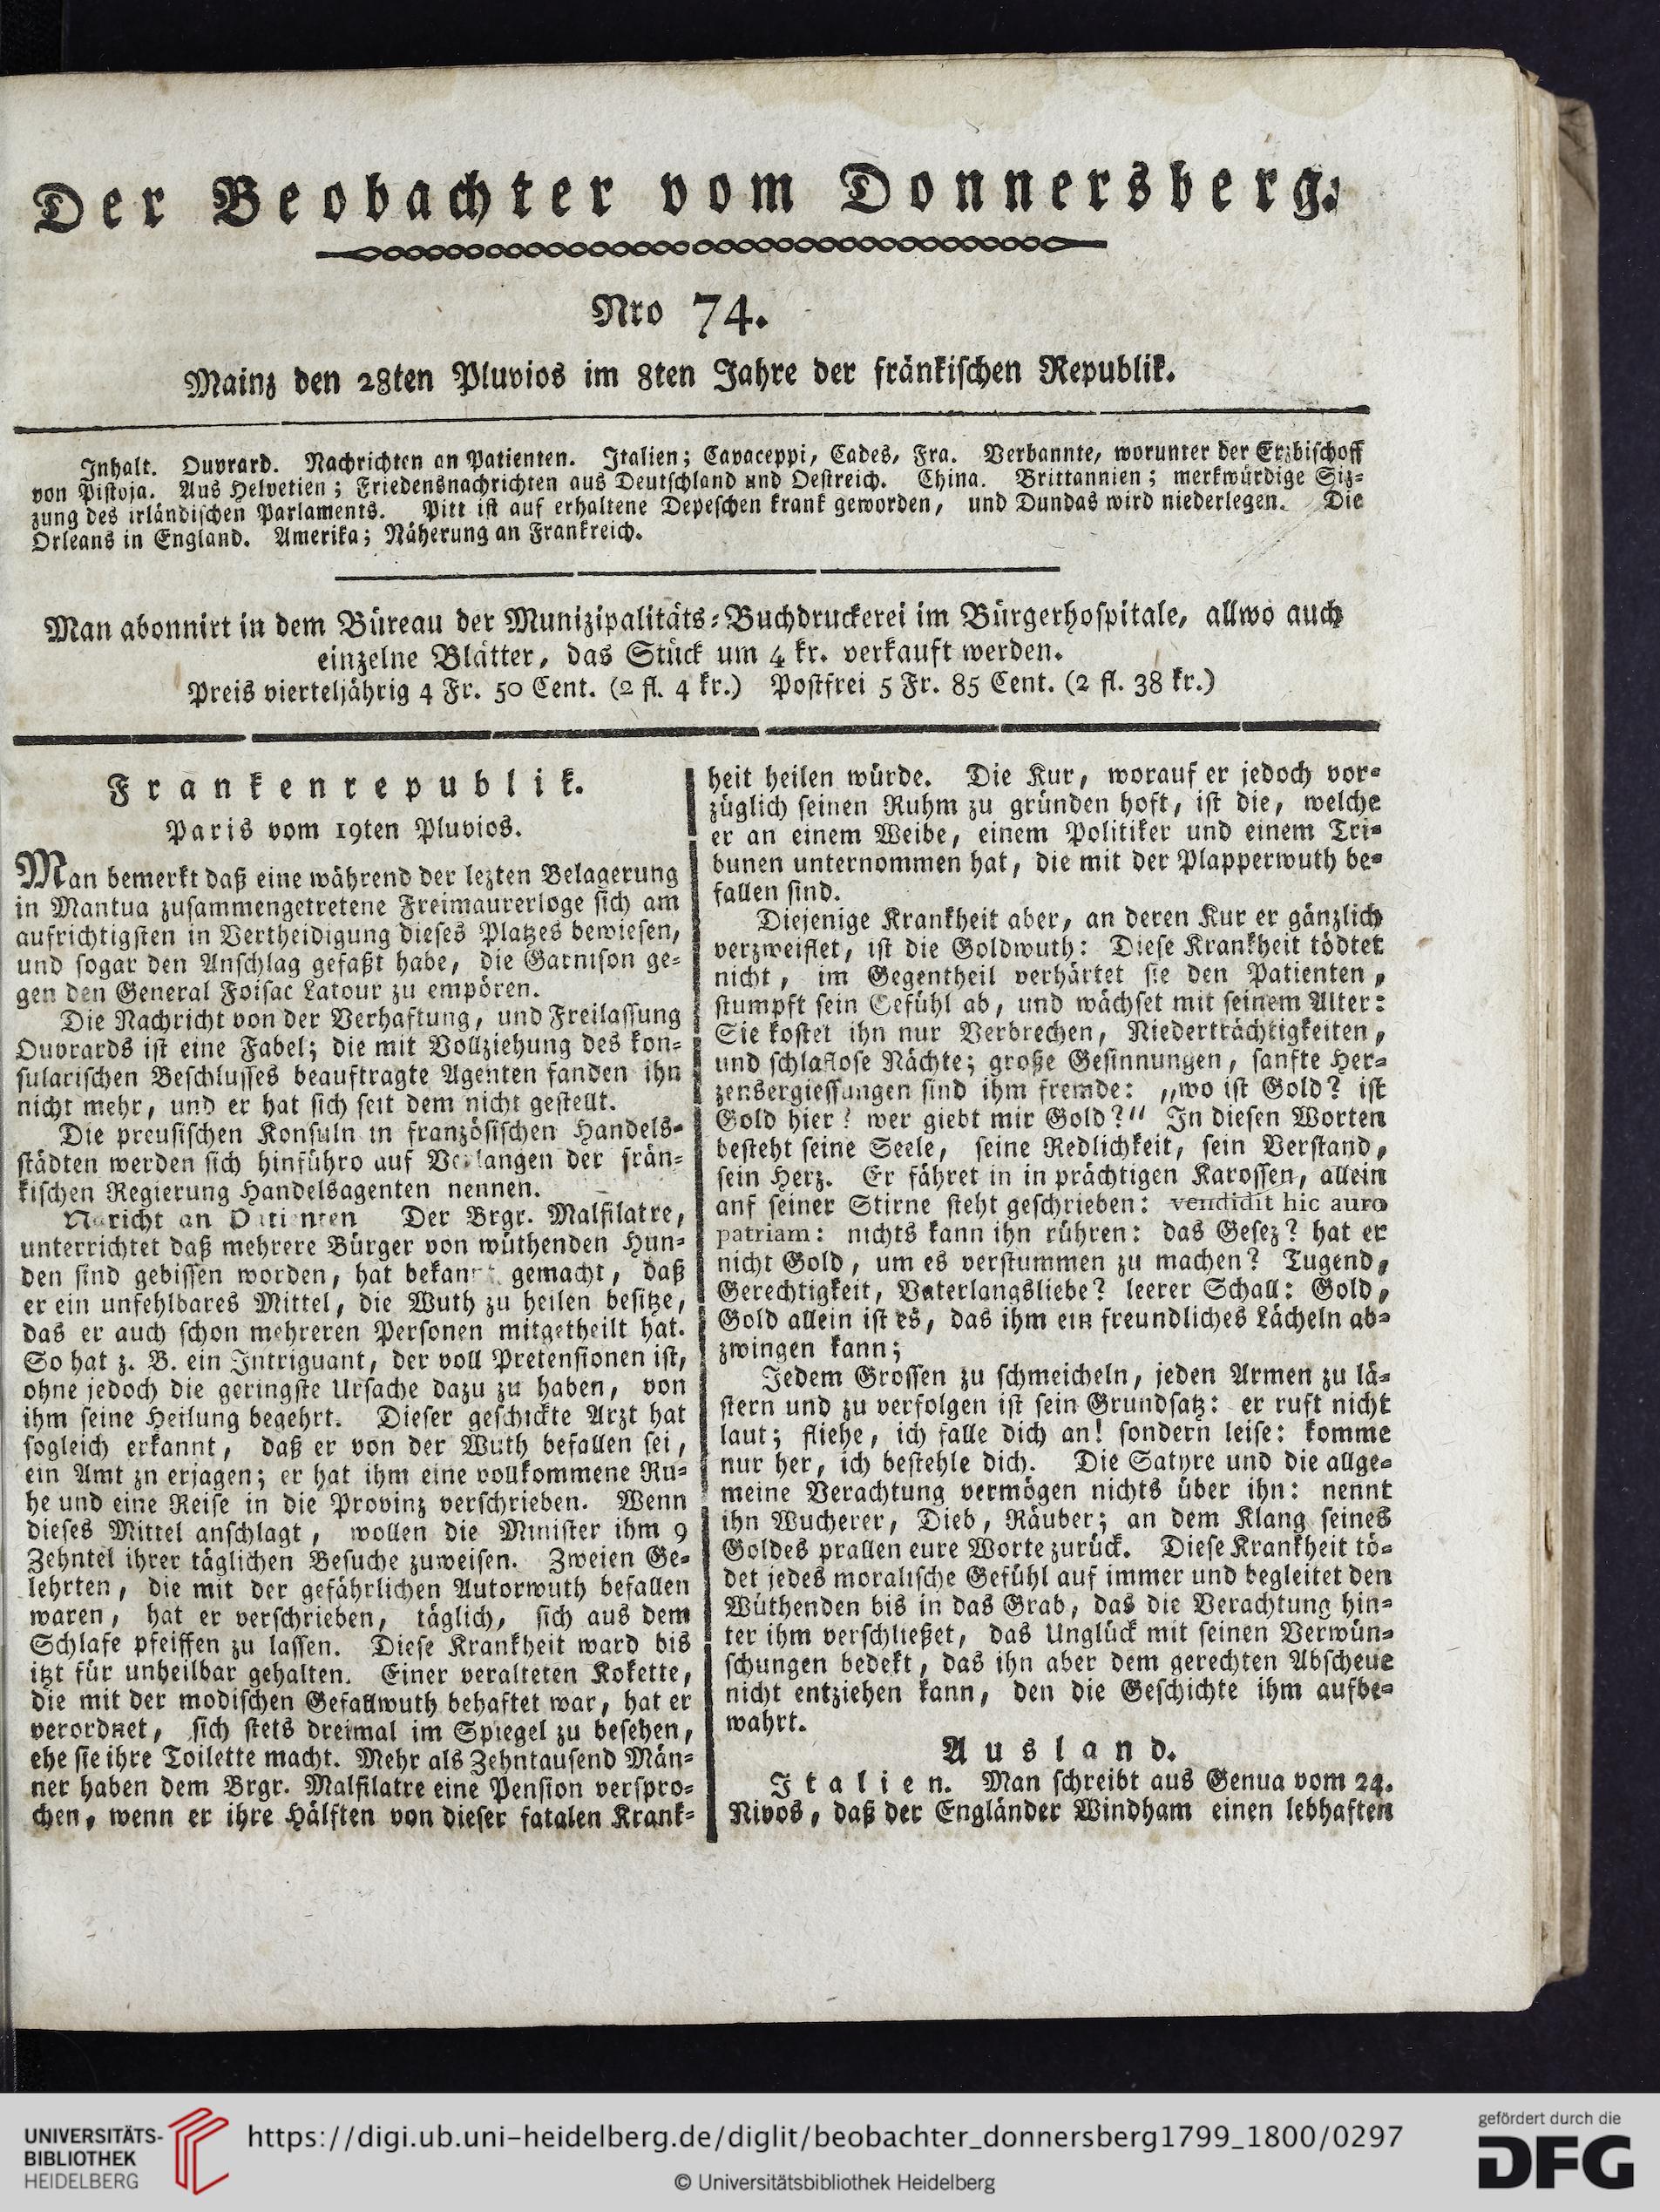 Der Beobachter vom Donnersberg.
Nro 74.
Mainz den 28ten Pluvios im 8ten Jahre der fränkischen Republik.
Inhalt. Ouvrard. Nachrichten an Patienten. Italien; Cavaceppi, Cades, Fra. Verbannte, worunter der Erzbischoff
von Pistoja. Aus Helvetien; Friedensnachrichten aus Deutschland und Oestreich. China. Brittannien; merkwürdige Siz-
zung des irländischen Parlaments. Pitt ist auf erhaltene Depeschen krank geworden, und Dundas wird niederlegen. Die
Orleans in England. Amerika; Näherung an Frankreich.
Man abonnirt in dem Büreau der Munizipalitäts-Buchdruckerei im Bürgerhospitale, allwo auch
einzelne Blätter, das Stück um 4 kr. verkauft werden.
Preis vierteljährig 4 Fr. 50 Cent. (2 fl. 4 kr.) Postfrei 5 Fr. 85 Cent. (2 fl. 38 kr.)
Frankenrepublik.
Paris vom 19ten Pluvios.
Man bemerkt daß eine während der lezten Belagerung
in Mantua zusammengetretene Freimaurerloge sich am
aufrichtigsten in Vertheidigung dieses Platzes bewiesen,
und sogar den Anschlag gefaßt habe, die Garnison ge-
gen den General Foisac Latour zu empören.
Die Nachricht von der Verhaftung, und Freilassung
Ouvrards ist eine Fabel; die mit Vollziehung des kon-
sularischen Beschlusses beauftragte Agenten fanden ihn
nicht mehr, und er hat sich seit dem nicht gestellt.
Die preusischen Konsuln in französischen Handels-
städten werden sich hinführo auf Verlangen der frän-
kischen Regierung Handelsagenten nennen.
Naricht an Patienten Der Brgr. Malfilatre,
unterrichtet daß mehrere Bürger von wüthenden Hun-
den sind gebissen worden, hat bekannt gemacht, daß
er ein unfehlbares Mittel, die Wuth zu heilen besitze,
das er auch schon mehreren Personen mitgetheilt hat.
So hat z. B. ein Intriguant, der voll Pretensionen ist,
ohne jedoch die geringste Ursache dazu zu haben, von
ihm seine Heilung begehrt. Dieser geschickte Arzt hat
sogleich erkannt, daß er von der Wuth befallen sei,
ein Amt zn erjagen; er hat ihm eine vollkommene Ru-
he und eine Reise in die Provinz verschrieben. Wenn
dieses Mittel anschlagt, wollen die Minister ihm 9
Zehntel ihrer täglichen Besuche zuweisen. Zweien Ge-
lehrten, die mit der gefährlichen Autorwuth befallen
waren, hat er verschrieben, täglich, sich aus dem
Schlafe pfeiffen zu lassen. Diese Krankheit ward bis
itzt für unheilbar gehalten. Einer veralteten Kokette,
die mit der modischen Gefallwuth behaftet war, hat er
verordnet, sich stets dreimal im Spiegel zu besehen,
ehe sie ihre Toilette macht. Mehr als Zehntausend Män-
ner haben dem Brgr. Malfilatre eine Pension verspro-
chen, wenn er ihre Hälften von dieser fatalen Krank-
heit heilen würde. Die Kur, worauf er jedoch vor-
züglich seinen Ruhm zu gründen hoft, ist die, welche
er an einem Weibe, einem Politiker und einem Tri-
bunen unternommen hat, die mit der Plapperwuth be-
fallen sind.
Diejenige Krankheit aber, an deren Kur er gänzlich
verzweiflet, ist die Goldwuth: Diese Krankheit tödtet
nicht, im Gegentheil verhärtet sie den Patienten,
stumpft sein Gefühl ab, und wächset mit seinem Alter:
Sie kostet ihn nur Verbrechen, Niederträchtigkeiten,
und schlaflose Nächte; große Gesinnungen, sanfte Her-
zensergiessungen sind ihm fremde: „wo ist Gold? ist
Gold hier? wer giebt mir Gold?“ In diesen Worten
besteht seine Seele, seine Redlichkeit, sein Verstand,
sein Herz. Er fähret in in prächtigen Karossen, allein
anf seiner Stirne steht geschrieben: vendidit hic auro
patriam: nichts kann ihn rühren: das Gesez? hat er
nicht Gold, um es verstummen zu machen? Tugend,
Gerechtigkeit, Vaterlangsliebe? leerer Schall: Gold,
Gold allein ist es, das ihm ein freundliches Lächeln ab-
zwingen kann;
Jedem Grossen zu schmeicheln, jeden Armen zu lä-
stern und zu verfolgen ist sein Grundsatz: er ruft nicht
laut; fliehe, ich falle dich an! sondern leise: komme
nur her, ich bestehle dich. Die Satyre und die allge-
meine Verachtung vermögen nichts über ihn: nennt
ihn Wucherer, Dieb, Räuber; an dem Klang seines
Goldes prallen eure Worte zurück. Diese Krankheit tö-
det jedes moralische Gefühl auf immer und begleitet den
Wüthenden bis in das Grab, das die Verachtung hin-
ter ihm verschließet, das Unglück mit seinen Verwün-
schungen bedekt, das ihn aber dem gerechten Abscheue
nicht entziehen kann, den die Geschichte ihm aufbe-
wahrt.
Ausland.
Italien. Man schreibt aus Genua vom 24.
Nivos, daß der Engländer Windham einen lebhaften
UNIVERSITÄTS-
BIBLIOTHEK
HEIDELBERG
https://digi.ub.uni-heidelberg.de/diglit/beobachter_donnersberg1799_1800/0297
© Universitätsbibliothek Heidelberg
gefördert durch die
DFG